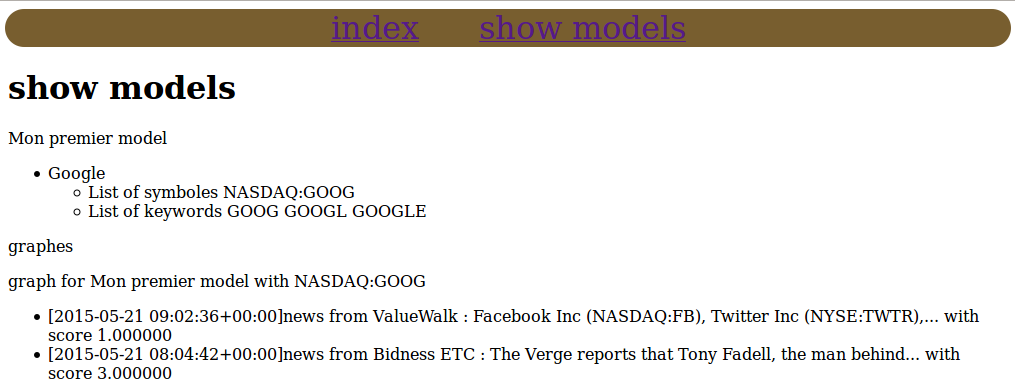 index show models
show models
Mon premier model
Google
List of symboles NASDAQ:GOOG
List of keywords GOOG GOOGL GOOGLE
graphes
graph for Mon premier model with NASDAQ:GOOG
[2015-05-21 09:02:36+00:00]news from ValueWalk : Facebook Inc (NASDAQ:FB), Twitter Inc (NYSE:TWTR),... with
score 1.000000
[2015-05-21 08:04:42+00:00]news from Bidness ETC : The Verge reports that Tony Fadell, the man behind... with
score 3.000000